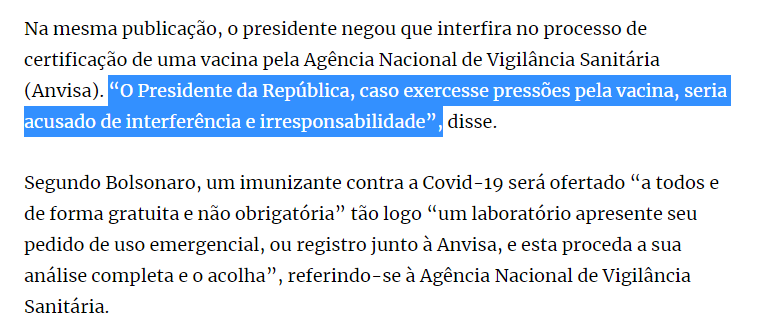 Na mesma publicação, o presidente negou que interfira no processo de
certificação de uma vacina pela Agência Nacional de Vigilância Sanitária
(Anvisa). “O Presidente da República, caso exercesse pressões pela vacina, seria
acusado de interferência e irresponsabilidade”, disse.
Segundo Bolsonaro, um imunizante contra a Covid-19 será ofertado “a todos e
de forma gratuita e não obrigatória” tão logo “um laboratório apresente seu
pedido de uso emergencial, ou registro junto à Anvisa, e esta proceda a sua
análise completa e o acolha”, referindo-se à Agência Nacional de Vigilância
Sanitária.